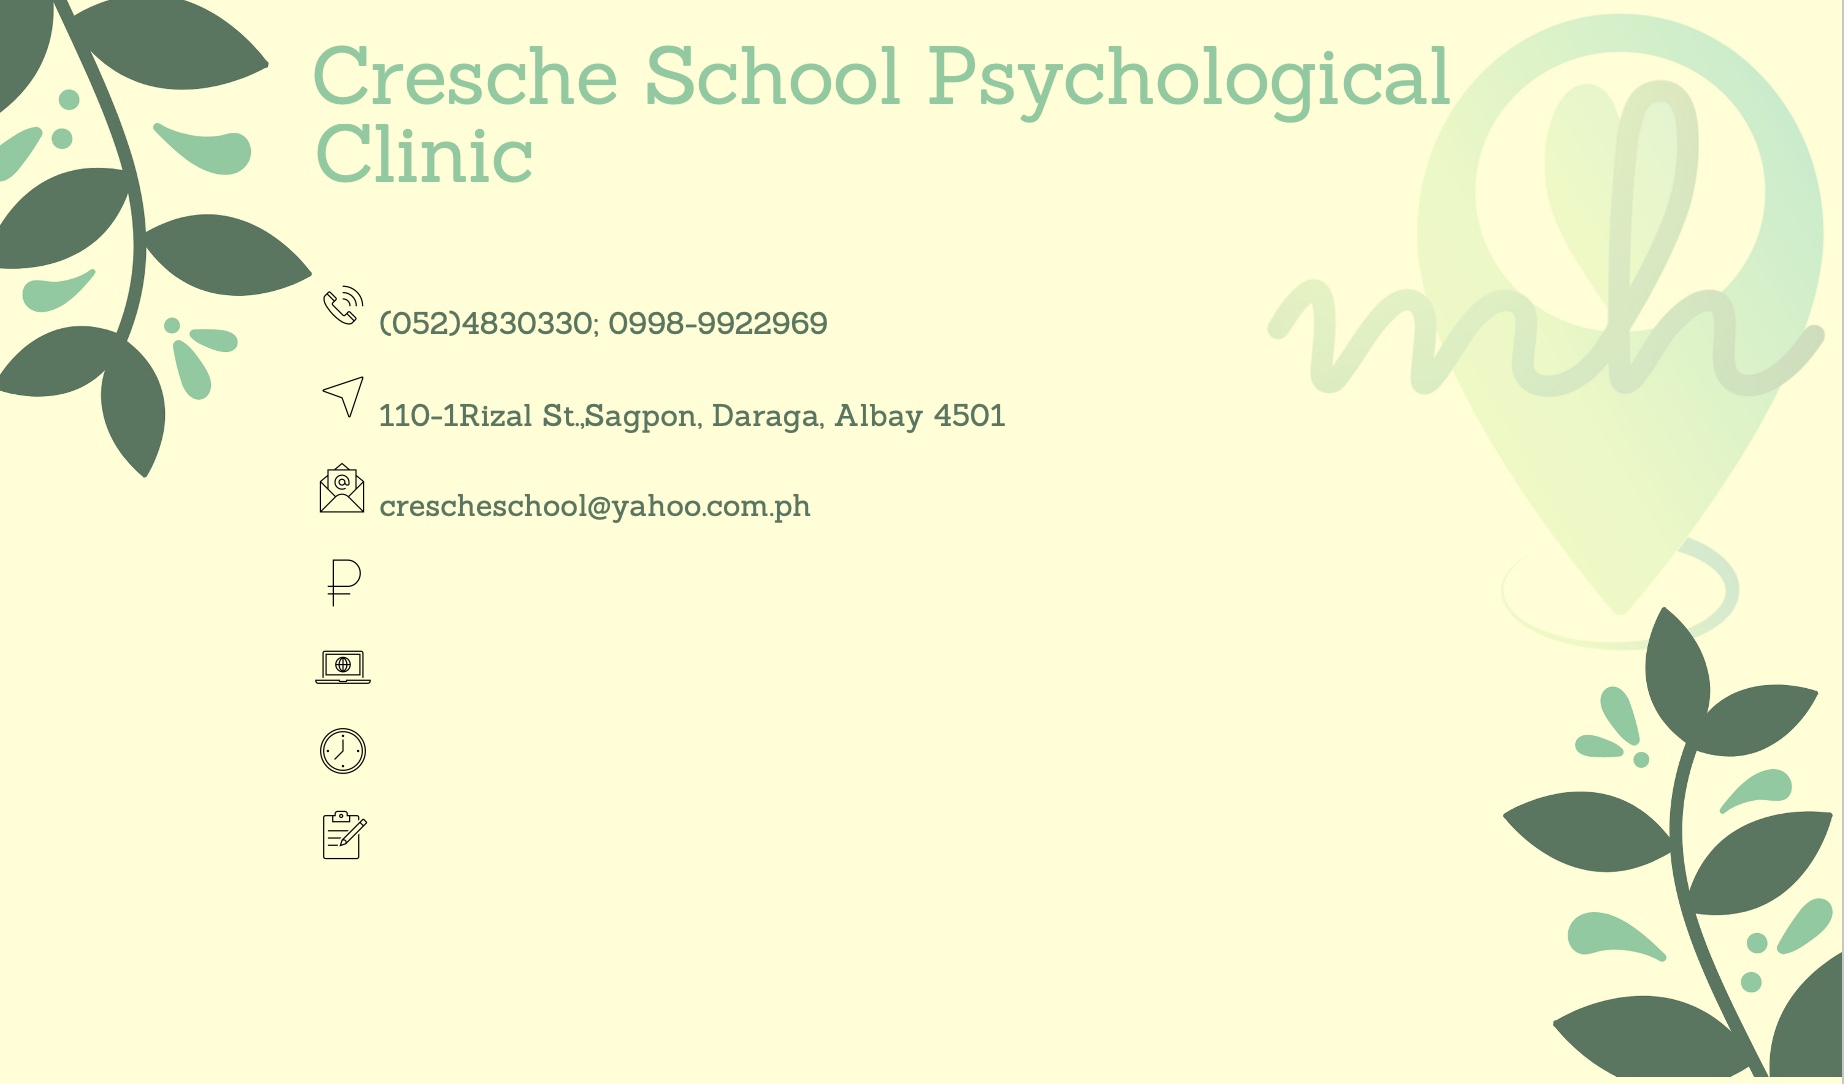 Cresche School Psychological
Clinic
mh
(052)4830330; 0998-9922969
110-1Rizal St.,Sagpon, Daraga, Albay 4501
crescheschool@yahoo.com.ph